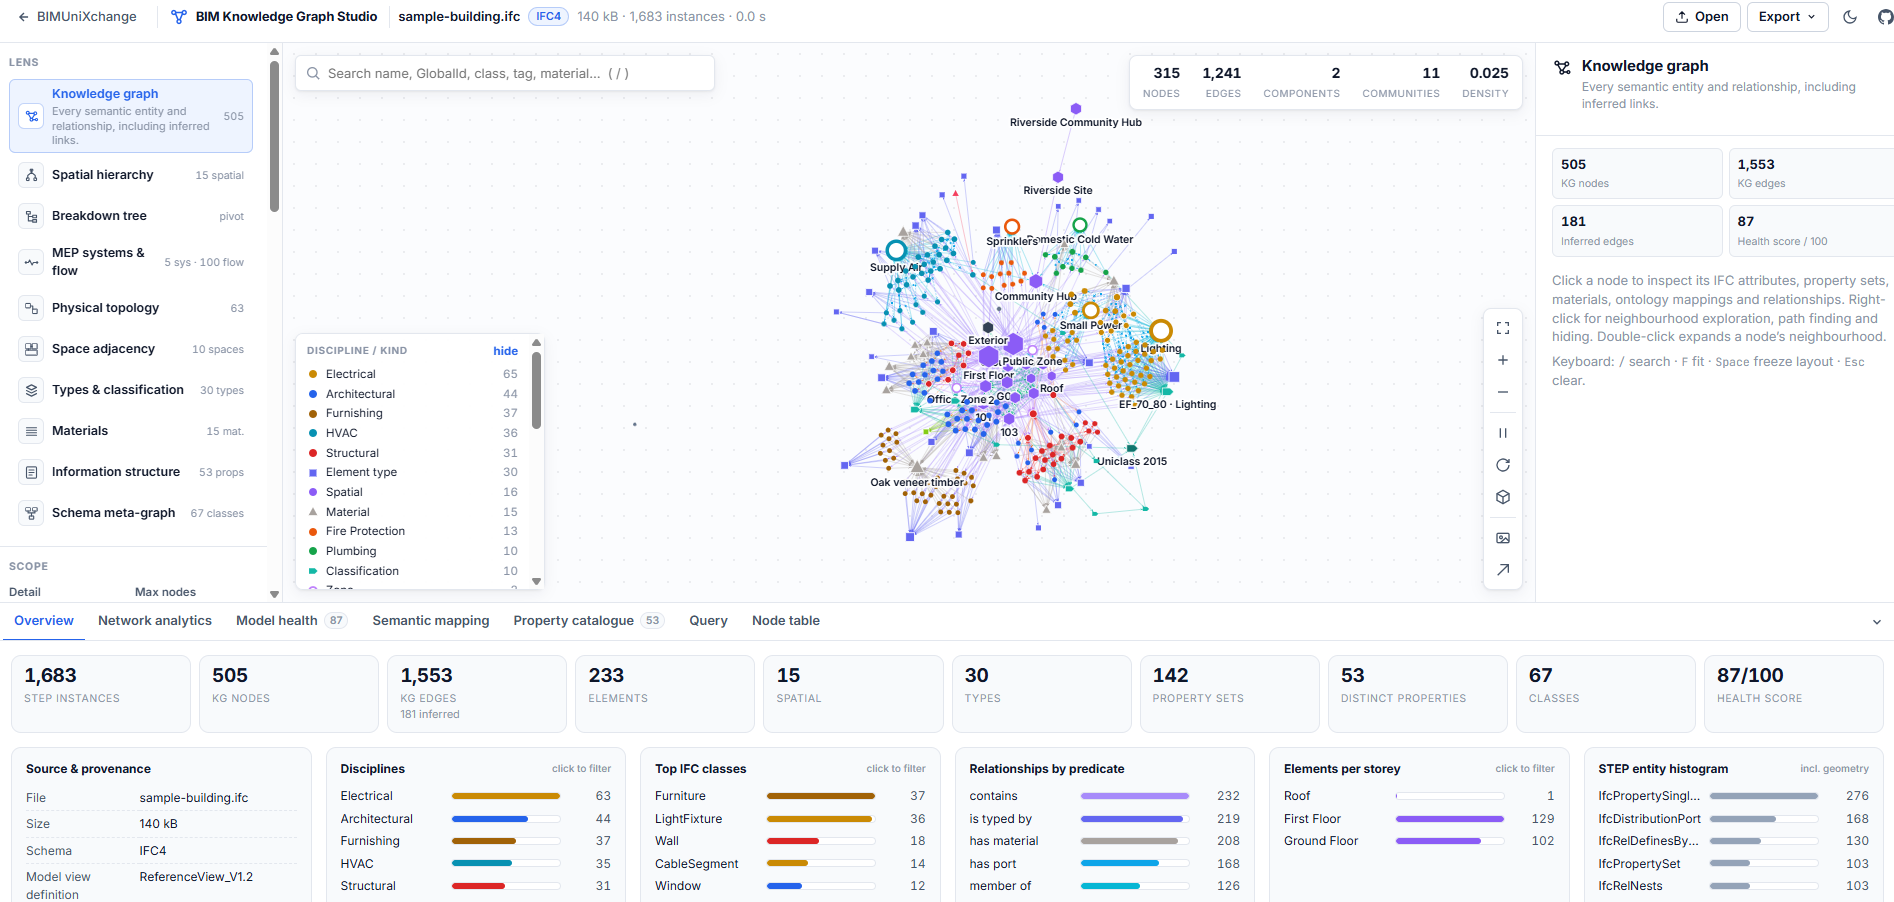 BIMUniXchange
BIM Knowledge Graph Studio
sample-building.ifc
IFC4
140 kB · 1,683 instances · 0.0 s
Open
Export
LENS
Knowledge graph
Every semantic entity and
relationship, including inferred
links.
505
Spatial hierarchy
15 spatial
Breakdown tree
pivot
MEP systems &
flow
5 sys · 100 flow
Physical topology
63
Space adjacency
10 spaces
Types & classification
30 types
Materials
15 mat.
Information structure
53 props
Schema meta-graph
67 classes
SCOPE
Detail
Max nodes
Search name, GlobalId, class, tag, material... ( / )
315
NODES
1,241
EDGES
2
COMPONENTS
11
COMMUNITIES
0.025
DENSITY
Riverside Community Hub
Riverside Site
Sprinklers
Domestic Cold Water
Supply Air
Community Hub
Small Power
Lighting
Exterior
Public Zone
First Floor
Roof
Office Zone 2
101
103
EF_70_80 · Lighting
Uniclass 2015
Oak veneer timber
DISCIPLINE / KIND
hide
Electrical
65
Architectural
44
Furnishing
37
HVAC
36
Structural
31
Element type
30
Spatial
16
Material
15
Fire Protection
13
Plumbing
10
Classification
10
Knowledge graph
Every semantic entity and relationship, including
inferred links.
505
KG nodes
1,553
KG edges
181
Inferred edges
87
Health score / 100
Click a node to inspect its IFC attributes, property sets,
materials, ontology mappings and relationships. Right-
click for neighbourhood exploration, path finding and
hiding. Double-click expands a node's neighbourhood.
Keyboard: / search · F fit · Space freeze layout · Esc
clear.
Overview
Network analytics
Model health
87
Semantic mapping
Property catalogue
53
Query
Node table
1,683
STEP INSTANCES
505
KG NODES
1,553
KG EDGES
181 inferred
233
ELEMENTS
15
SPATIAL
30
TYPES
142
PROPERTY SETS
53
DISTINCT PROPERTIES
67
CLASSES
87/100
HEALTH SCORE
Source & provenance
File
sample-building.ifc
Size
140 kB
Schema
IFC4
Model view
definition
ReferenceView_V1.2
Disciplines
click to filter
Electrical
63
Architectural
44
Furnishing
37
HVAC
35
Structural
31
Top IFC classes
click to filter
Furniture
37
LightFixture
36
Wall
18
CableSegment
14
Window
12
Relationships by predicate
contains
232
is typed by
219
has material
208
has port
168
member of
126
Elements per storey
click to filter
Roof
1
First Floor
129
Ground Floor
102
STEP entity histogram
incl. geometry
IfcPropertySingl...
276
IfcDistributionPort
168
IfcRelDefinesBy...
130
IfcPropertySet
103
IfcRelNests
103